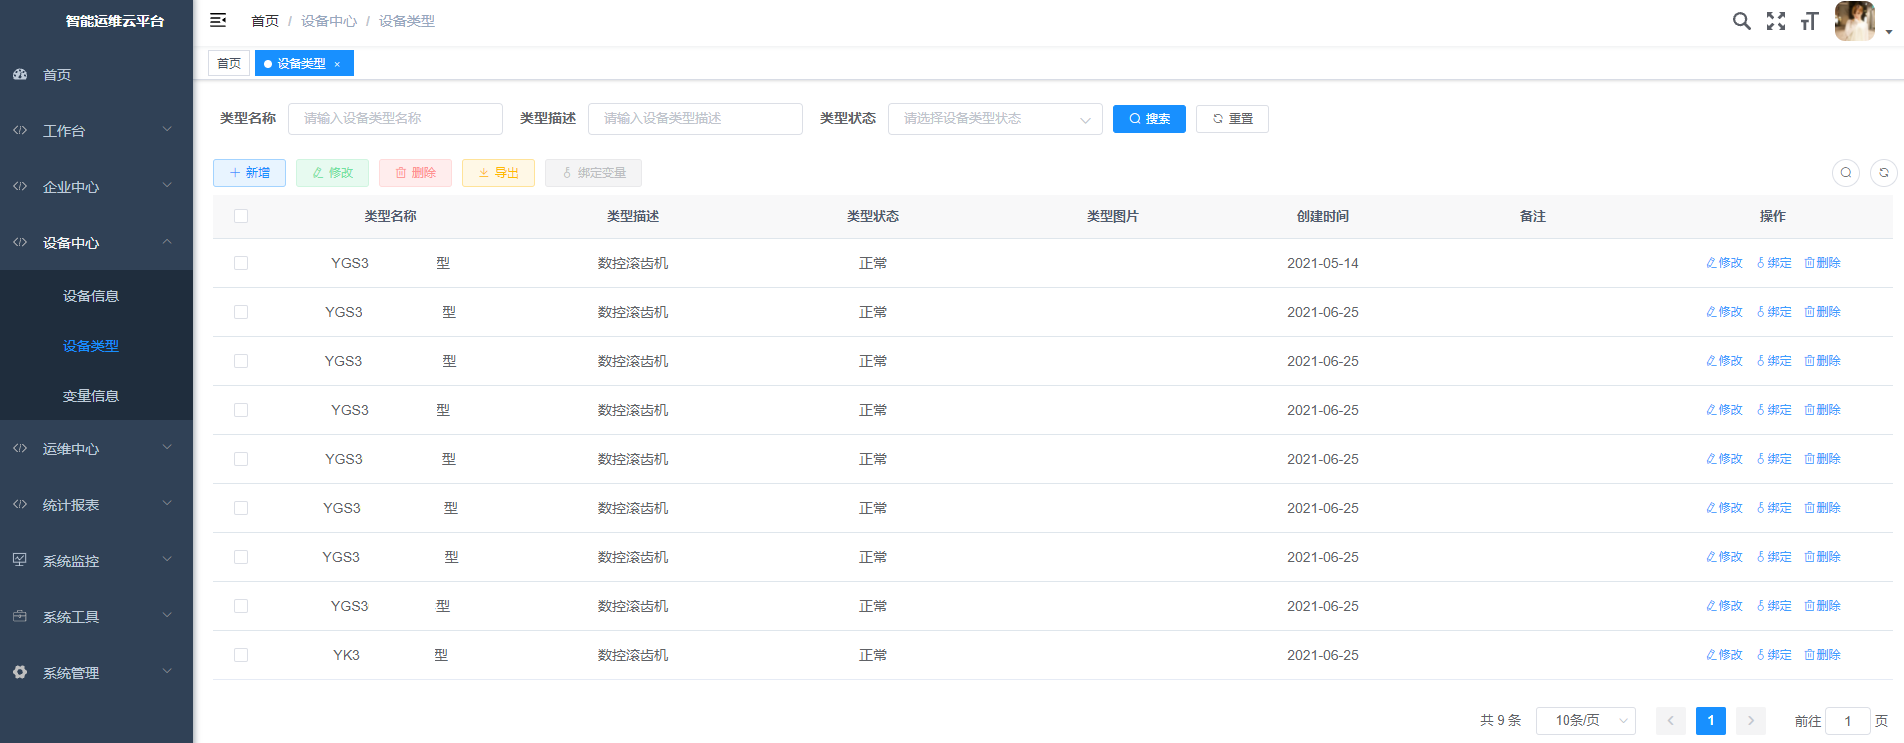 智能运维云平台
首页
工作台
企业中心
设备中心
设备信息
设备类型
变量信息
运维中心
统计报表
系统监控
系统工具
系统管理
首页 / 设备中心 / 设备类型
首页 设备类型 ×
类型名称 请输入设备类型名称 类型描述 请输入设备类型描述 类型状态 请选择设备类型状态 搜索 重置
新增 修改 删除 导出 绑定变量
类型名称 类型描述 类型状态 类型图片 创建时间 备注 操作
YGS3 型 数控滚齿机 正常 2021-05-14 修改 绑定 删除
YGS3 型 数控滚齿机 正常 2021-06-25 修改 绑定 删除
YGS3 型 数控滚齿机 正常 2021-06-25 修改 绑定 删除
YGS3 型 数控滚齿机 正常 2021-06-25 修改 绑定 删除
YGS3 型 数控滚齿机 正常 2021-06-25 修改 绑定 删除
YGS3 型 数控滚齿机 正常 2021-06-25 修改 绑定 删除
YGS3 型 数控滚齿机 正常 2021-06-25 修改 绑定 删除
YGS3 型 数控滚齿机 正常 2021-06-25 修改 绑定 删除
YK3 型 数控滚齿机 正常 2021-06-25 修改 绑定 删除
共 9 条 10条/页 1 前往 1 页